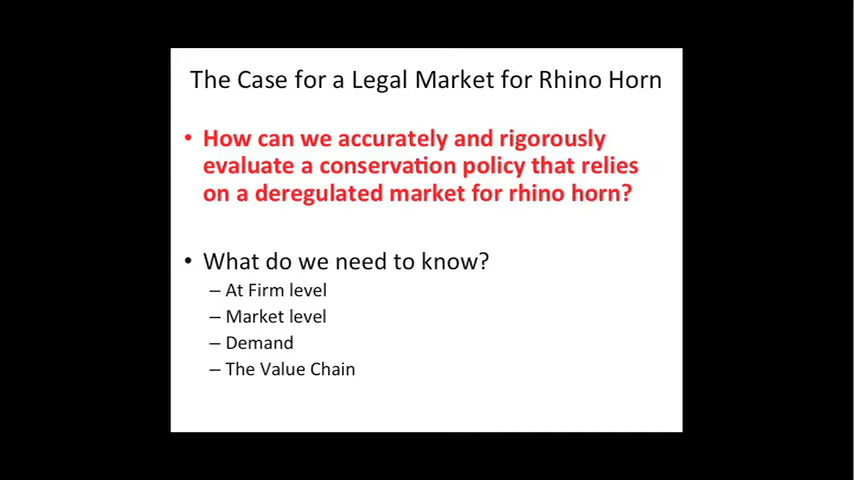 The Case for a Legal Market for Rhino Horn
• How can we accurately and rigorously
evaluate a conservation policy that relies
on a deregulated market for rhino horn?
• What do we need to know?
– At Firm level
– Market level
– Demand
– The Value Chain